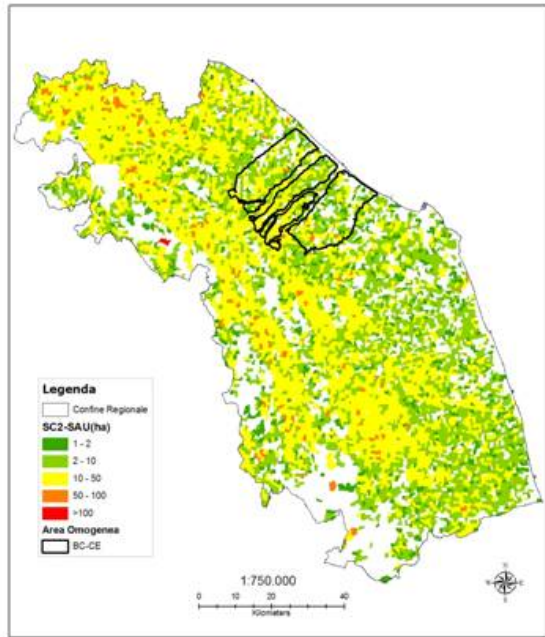 Legenda
Confine Regionale
SC2-SAU(ha)
1 - 2
2 - 10
10 - 50
50 - 100
>100
Area Omogenea
BC-CE
1:750.000
0 10 20 40
Kilometers
N